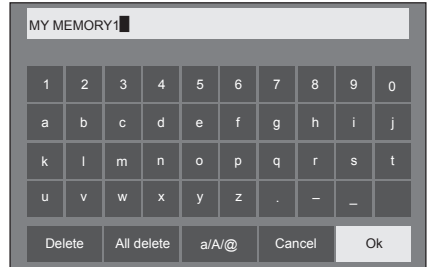 MY MEMORY1
1 2 3 4 5 6 7 8 9 0
a b c d e f g h i j
k l m n o p q r s t
u v w x y z . – _
Delete All delete a/A/@ Cancel Ok